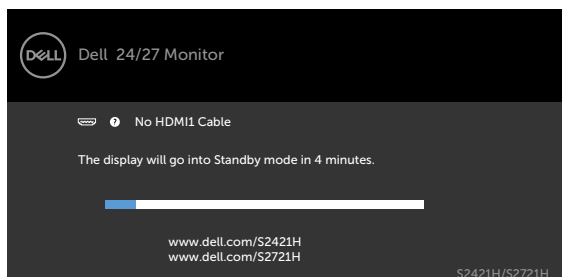 DELL
Dell 24/27 Monitor
? No HDMI1 Cable
The display will go into Standby mode in 4 minutes.
www.dell.com/S2421H
www.dell.com/S2721H
S2421H/S2721H